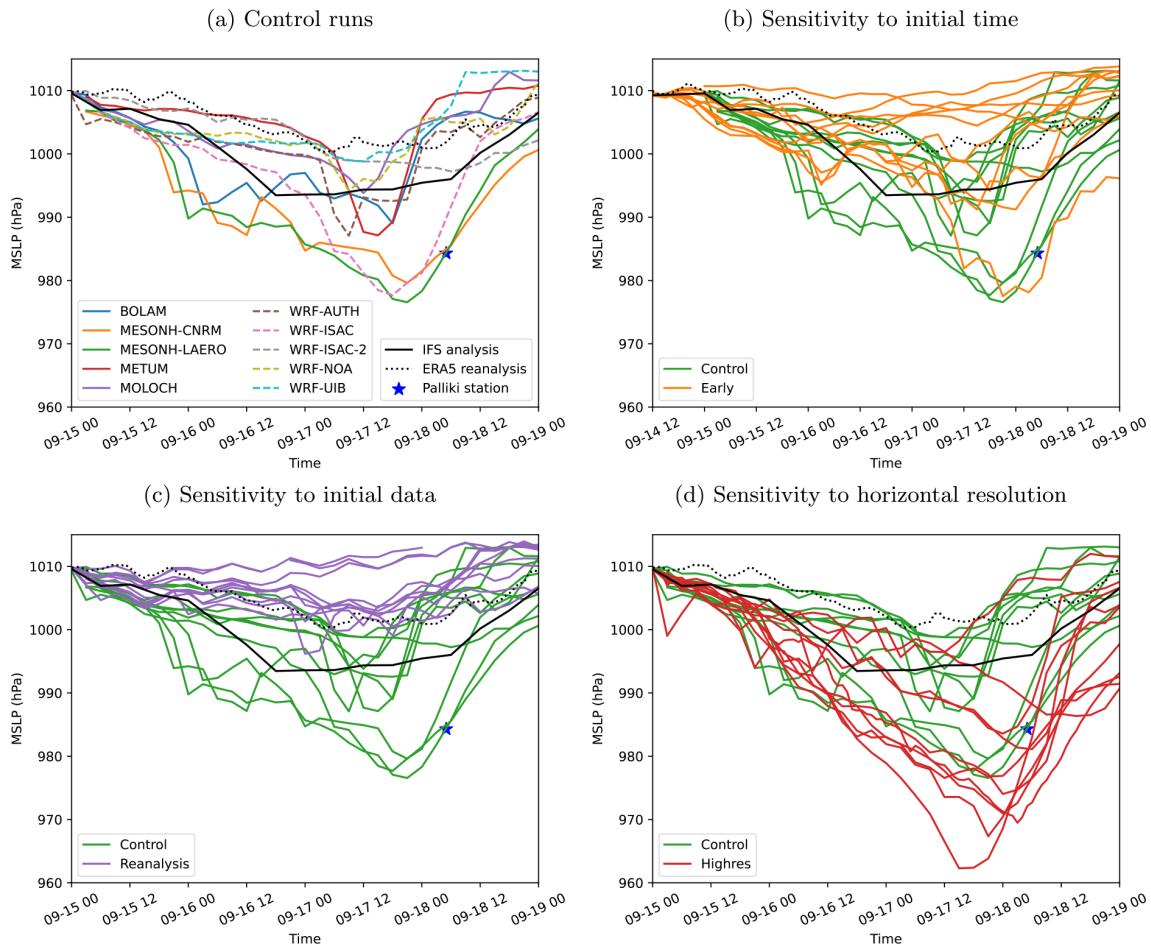 (a) Control runs
MSLP (hPa)
1010
1000
990
980
970
960
BOLAM
MESONH-CNRM
MESONH-LAERO
METUM
MOLOCH
WRF-AUTH
WRF-ISAC
WRF-ISAC-2
WRF-NOA
WRF-UIB
IFS analysis
ERA5 reanalysis
Palliki station
09-15 00
09-15 12
09-16 00
09-16 12
09-17 00
09-17 12
09-18 00
09-18 12
09-19 00
Time
(b) Sensitivity to initial time
MSLP (hPa)
1010
1000
990
980
970
960
Control
Early
09-14 12
09-15 00
09-15 12
09-16 00
09-16 12
09-17 00
09-17 12
09-18 00
09-18 12
09-19 00
Time
(c) Sensitivity to initial data
MSLP (hPa)
1010
1000
990
980
970
960
Control
Reanalysis
09-15 00
09-15 12
09-16 00
09-16 12
09-17 00
09-17 12
09-18 00
09-18 12
09-19 00
Time
(d) Sensitivity to horizontal resolution
MSLP (hPa)
1010
1000
990
980
970
960
Control
Highres
09-15 00
09-15 12
09-16 00
09-16 12
09-17 00
09-17 12
09-18 00
09-18 12
09-19 00
Time